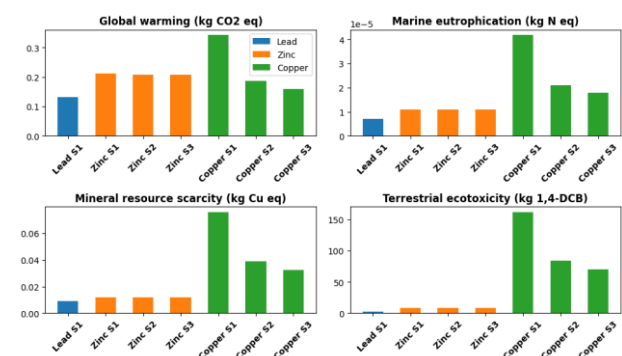 Global warming (kg CO2 eq)
0.3
0.2
0.1
0.0
Lead
Zinc
Copper
Lead S1
Zinc S1
Zinc S2
Zinc S3
Copper S1
Copper S2
Copper S3
Marine eutrophication (kg N eq)
1e−5
4
3
2
1
0
Lead S1
Zinc S1
Zinc S2
Zinc S3
Copper S1
Copper S2
Copper S3
Mineral resource scarcity (kg Cu eq)
0.06
0.04
0.02
0.00
Lead S1
Zinc S1
Zinc S2
Zinc S3
Copper S1
Copper S2
Copper S3
Terrestrial ecotoxicity (kg 1,4-DCB)
150
100
50
0
Lead S1
Zinc S1
Zinc S2
Zinc S3
Copper S1
Copper S2
Copper S3